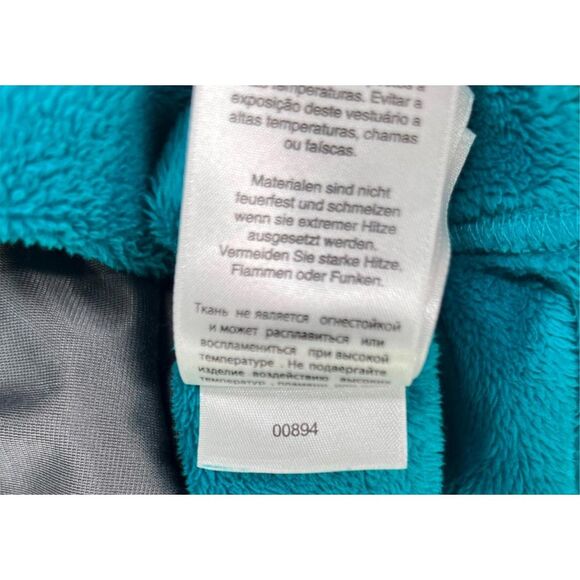 temperaturas. Evitar a
exposição deste vestuário a
altas temperaturas, chamas
ou faíscas.
Materialen sind nicht
feuerfest und schmelzen
wenn sie extremer Hitze
ausgesetzt werden.
Vermeiden Sie starke Hitze,
Flammen oder Funken.
Ткань не является огнестойкой
и может расплавиться или
воспламениться при высокой
температуре . Не подвергайте
изделие воздействию высоких
температур
00894